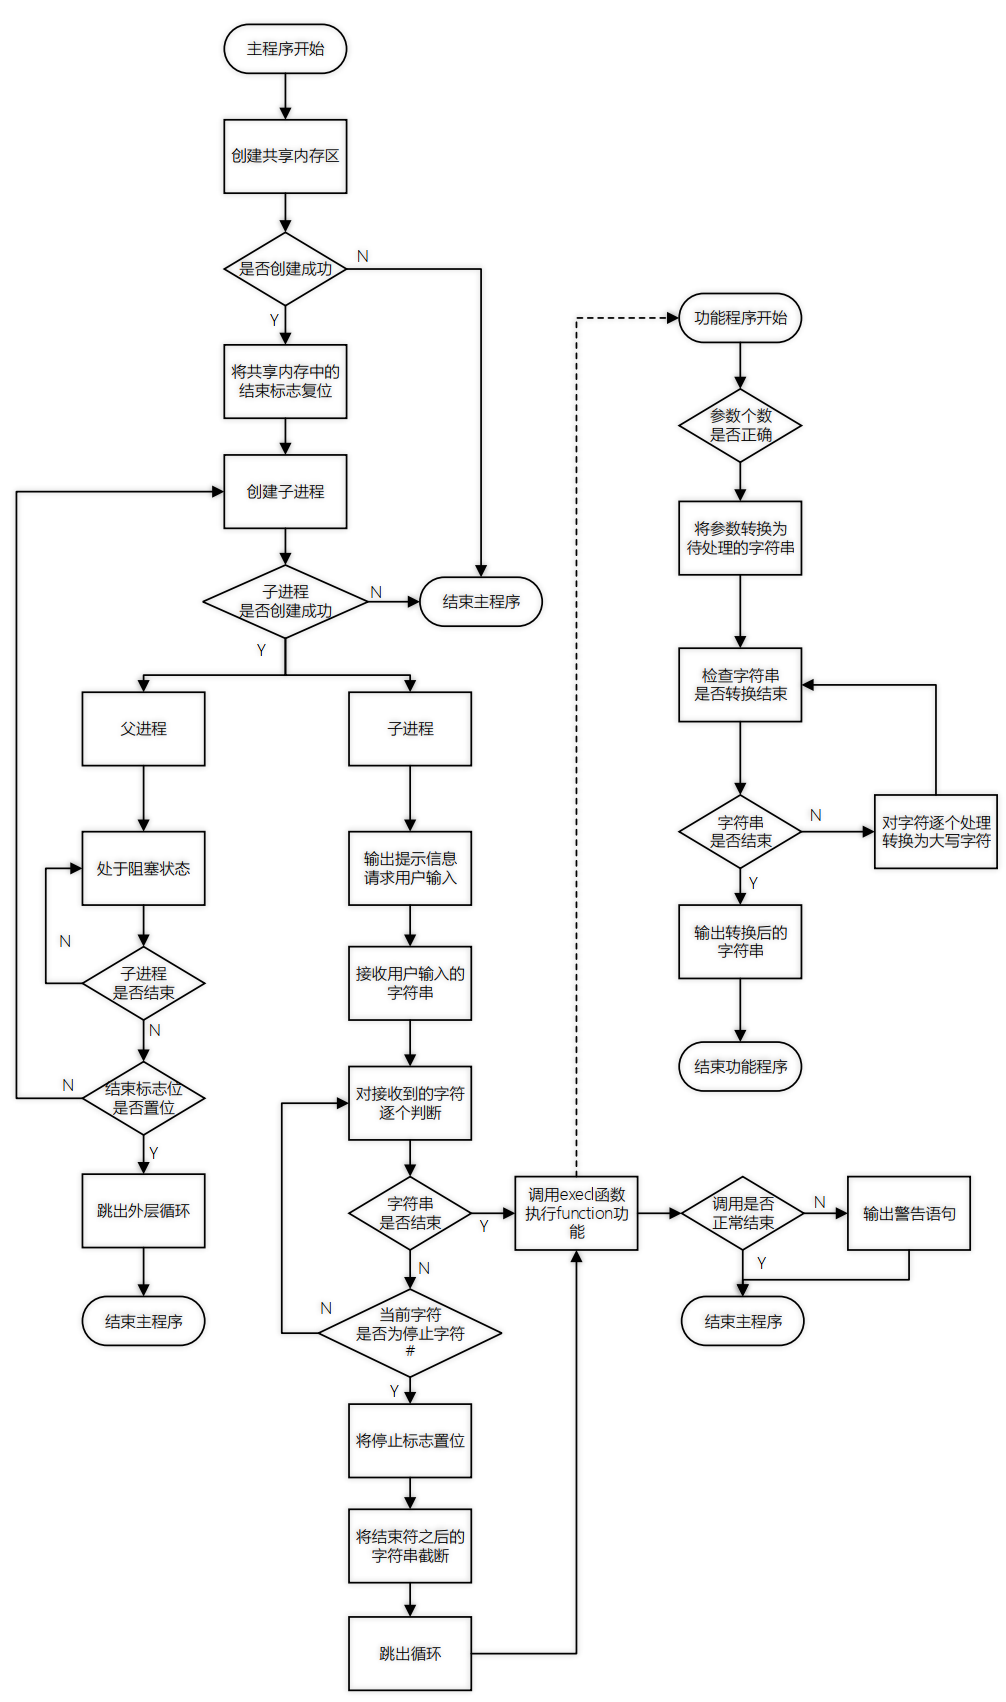 主程序开始
创建共享内存区
是否创建成功
N
Y
将共享内存中的
结束标志复位
创建子进程
子进程
是否创建成功
N
结束主程序
Y
父进程
子进程
处于阻塞状态
N
子进程
是否结束
N
结束标志位
是否置位
N
Y
跳出外层循环
结束主程序
输出提示信息
请求用户输入
接收用户输入的
字符串
对接收到的字符
逐个判断
字符串
是否结束
Y
N
当前字符
是否为停止字符
#
N
Y
将停止标志置位
将结束符之后的
字符串截断
跳出循环
调用execl函数
执行function功
能
调用是否
正常结束
N
输出警告语句
Y
结束主程序
功能程序开始
参数个数
是否正确
将参数转换为
待处理的字符串
检查字符串
是否转换结束
字符串
是否结束
N
对字符逐个处理
转换为大写字符
Y
输出转换后的
字符串
结束功能程序